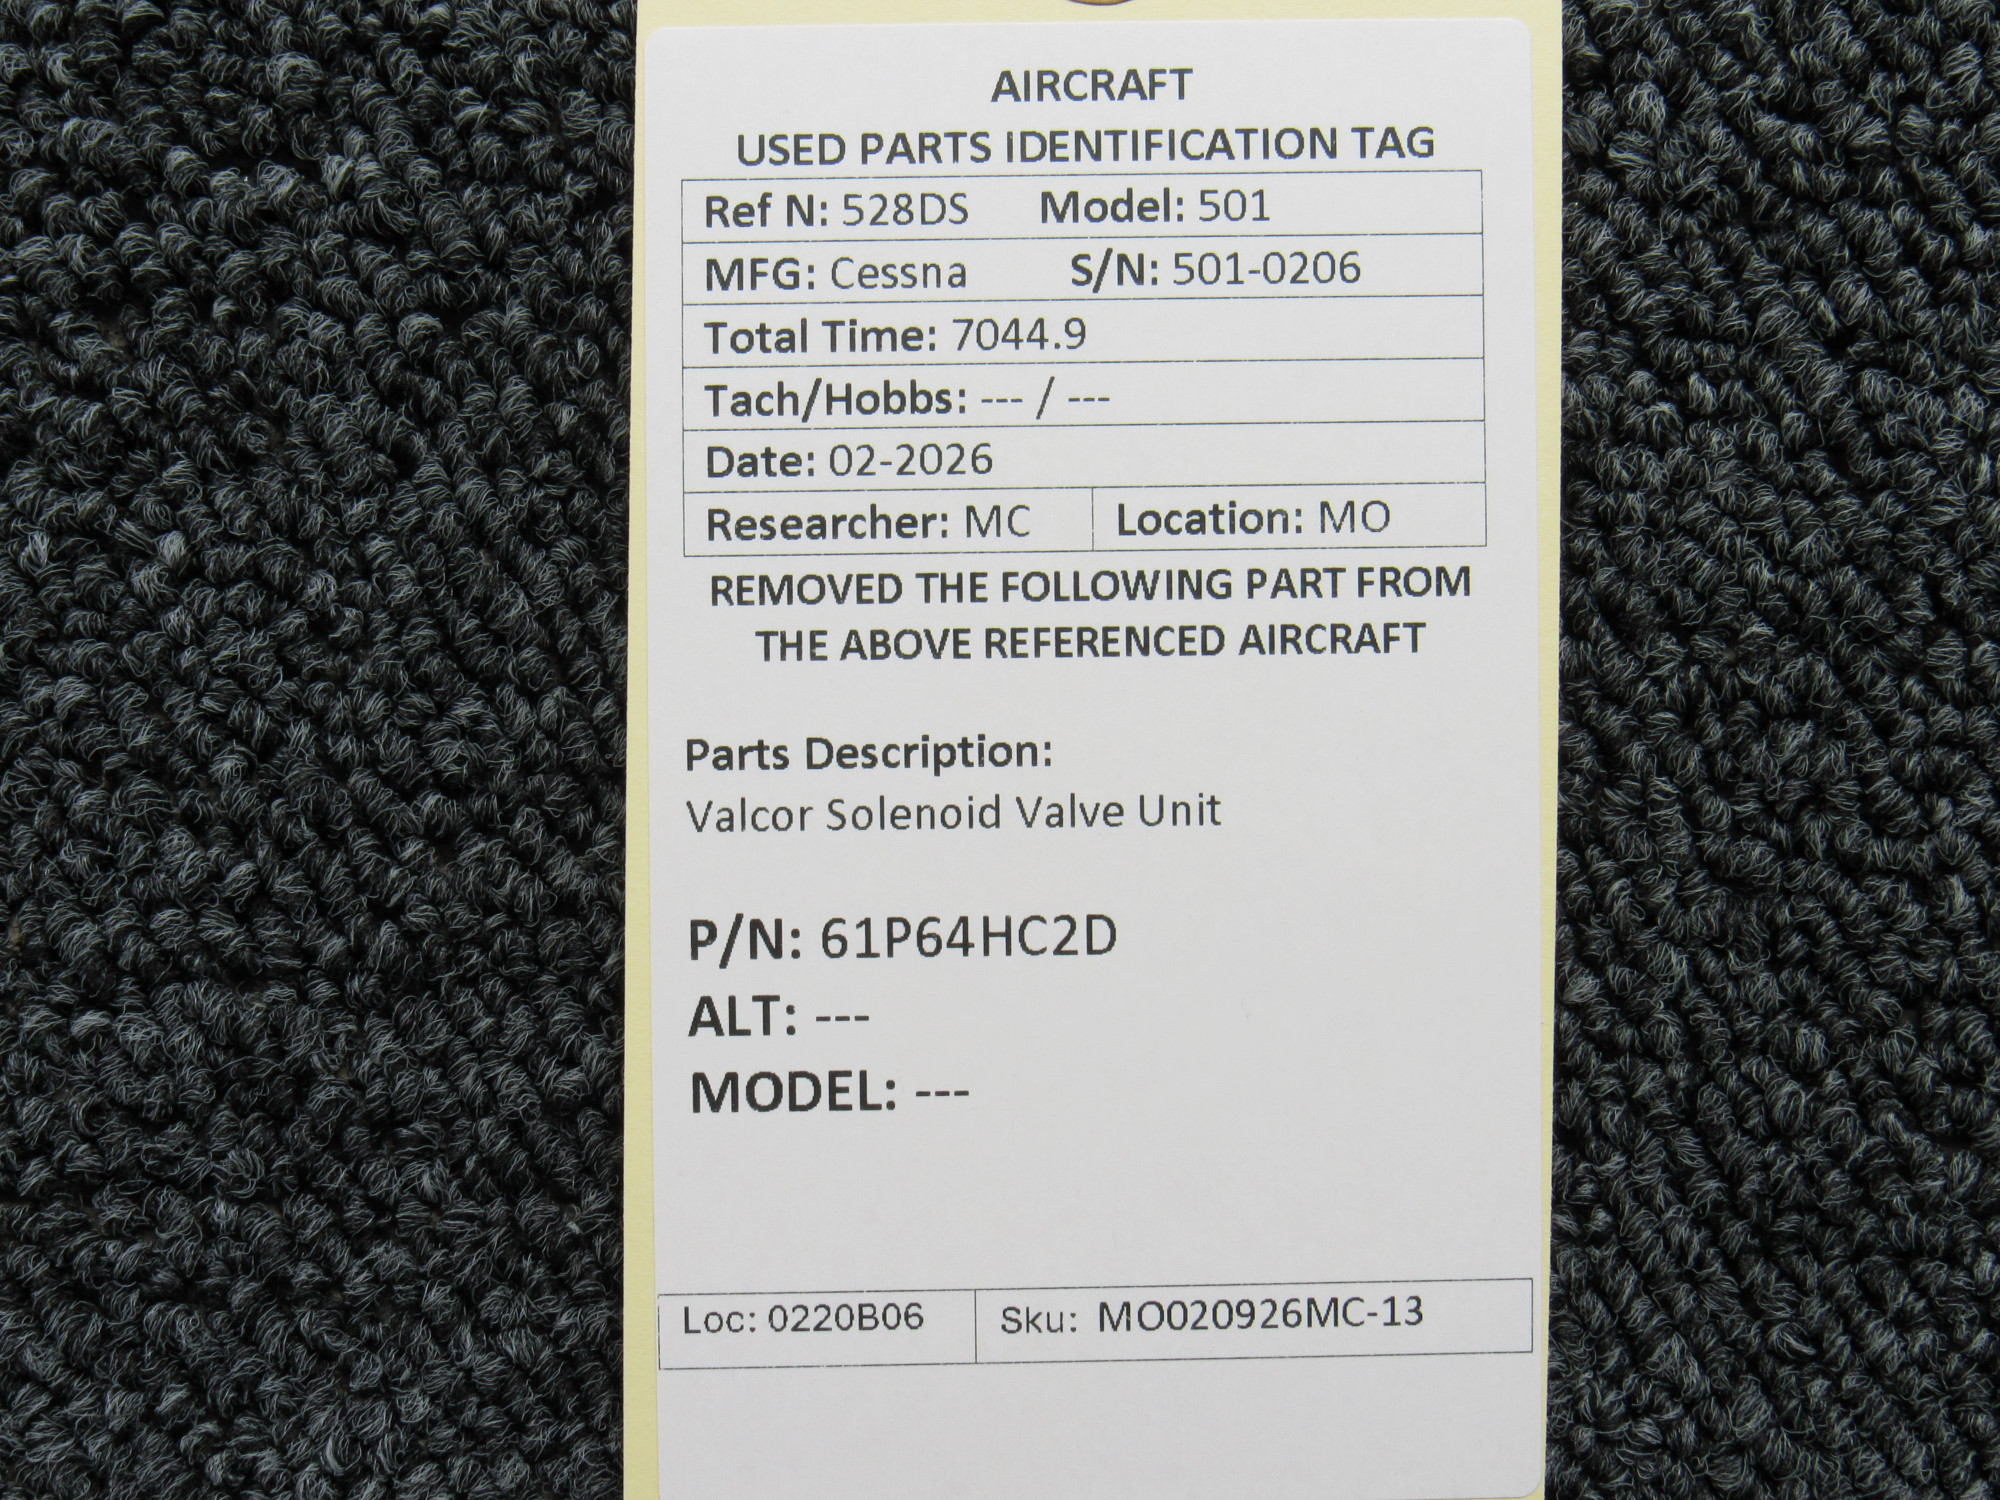 AIRCRAFT
USED PARTS IDENTIFICATION TAG
Ref N: 528DS Model: 501
MFG: Cessna S/N: 501-0206
Total Time: 7044.9
Tach/Hobbs: --- / ---
Date: 02-2026
Researcher: MC Location: MO
REMOVED THE FOLLOWING PART FROM
THE ABOVE REFERENCED AIRCRAFT
Parts Description:
Valcor Solenoid Valve Unit
P/N: 61P64HC2D
ALT: ---
MODEL: ---
Loc: 0220B06 Sku: MO020926MC-13